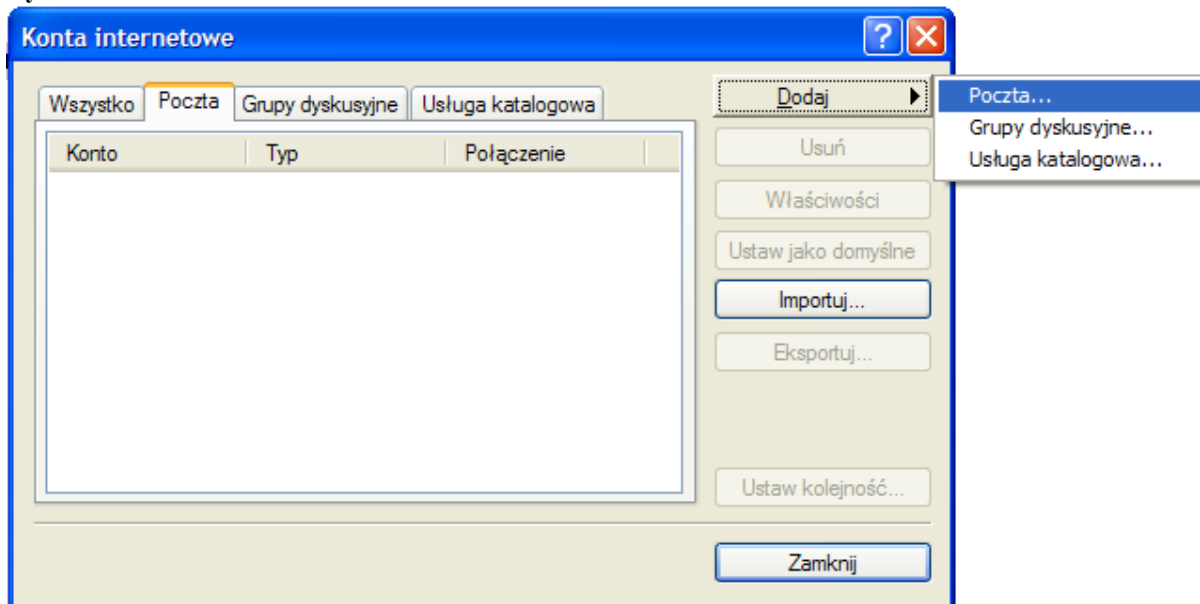 Konta internetowe
Wszystko Poczta Grupy dyskusyjne Usługa katalogowa
Konto Typ Połączenie
Dodaj
Usuń
Właściwości
Ustaw jako domyślne
Importuj...
Eksportuj...
Ustaw kolejność...
Zamknij
Poczta...
Grupy dyskusyjne...
Usługa katalogowa...